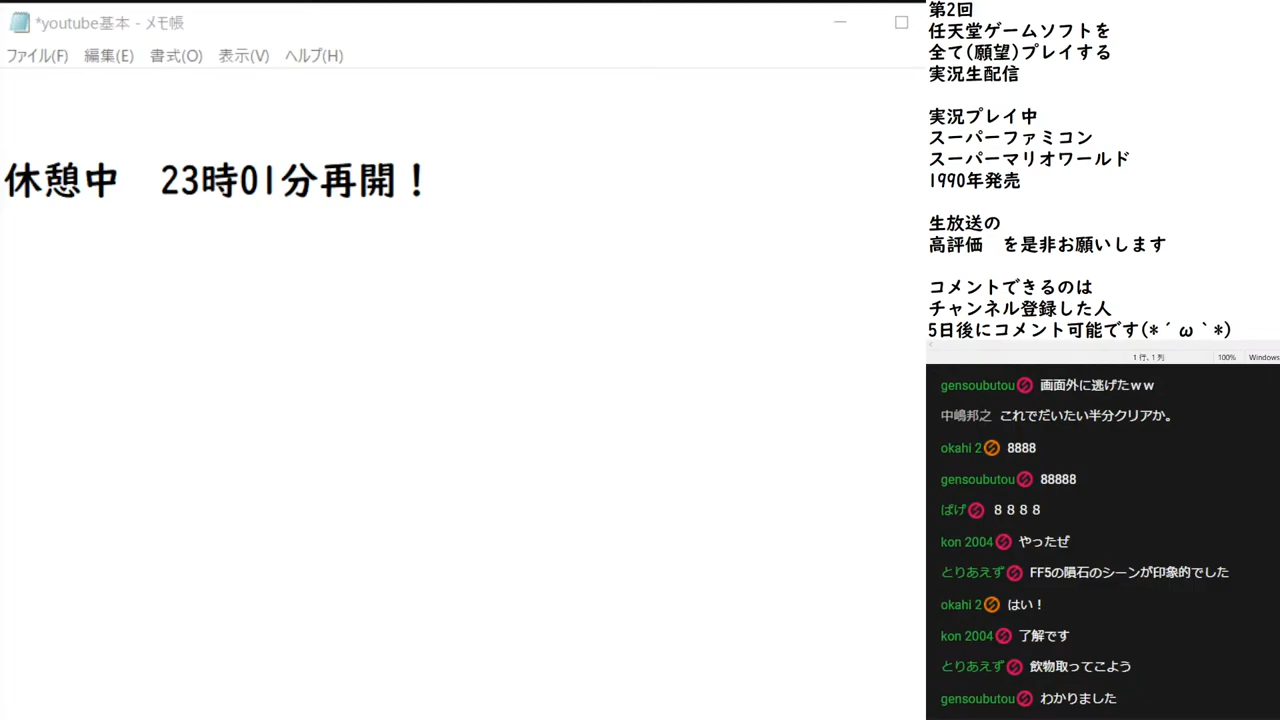 *youtube基本 - メモ帳
ファイル(F) 編集(E) 書式(O) 表示(V) ヘルプ(H)
休憩中　23時01分再開！
第2回
任天堂ゲームソフトを
全て(願望)プレイする
実況生配信
実況プレイ中
スーパーファミコン
スーパーマリオワールド
1990年発売
生放送の
高評価　を是非お願いします
コメントできるのは
チャンネル登録した人
5日後にコメント可能です(*´ω｀*)
1 行、1 列 100% Windows
gensoubutou 画面外に逃げたｗｗ
中嶋邦之 これでだいたい半分クリアか。
okahi 2 8888
gensoubutou 88888
ぱげ ８８８８
kon 2004 やったぜ
とりあえず FF5の隕石のシーンが印象的でした
okahi 2 はい！
kon 2004 了解です
とりあえず 飲物取ってこよう
gensoubutou わかりました